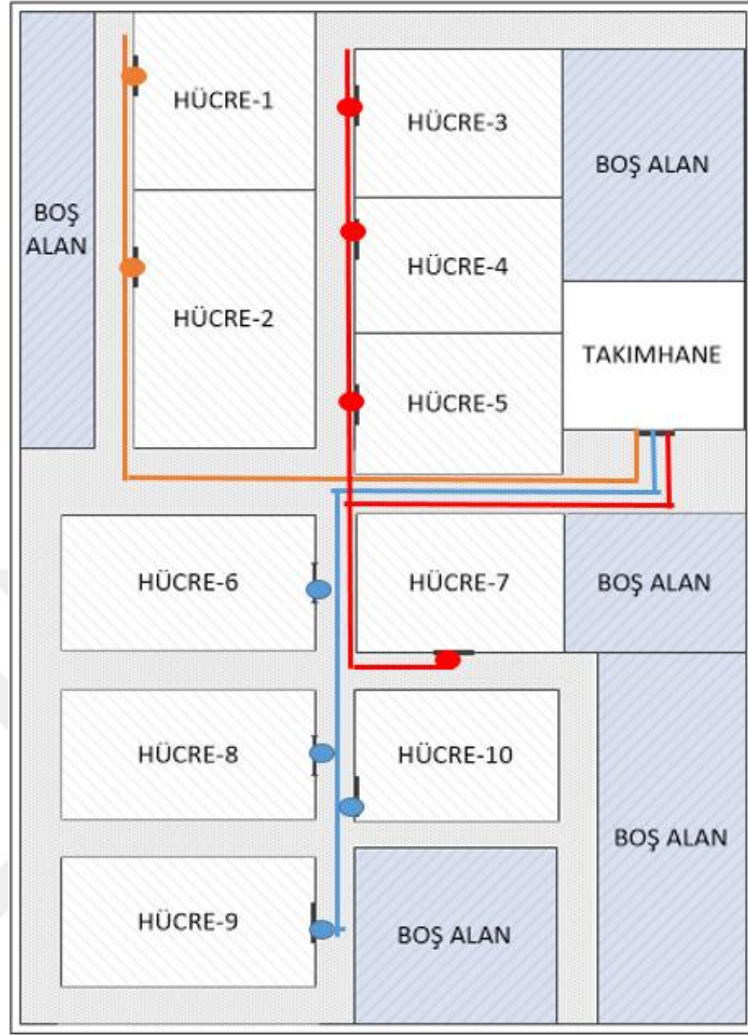 HÜCRE-1
HÜCRE-3
BOŞ ALAN
BOŞ
ALAN
HÜCRE-4
HÜCRE-2
TAKIMHANE
HÜCRE-5
HÜCRE-6
HÜCRE-7
BOŞ ALAN
HÜCRE-8
HÜCRE-10
BOŞ ALAN
HÜCRE-9
BOŞ ALAN